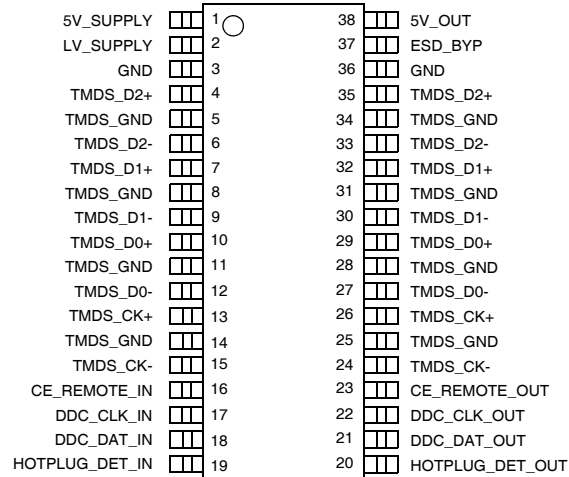 5V_SUPPLY 1 38 5V_OUT
LV_SUPPLY 2 37 ESD_BYP
GND 3 36 GND
TMDS_D2+ 4 35 TMDS_D2+
TMDS_GND 5 34 TMDS_GND
TMDS_D2- 6 33 TMDS_D2-
TMDS_D1+ 7 32 TMDS_D1+
TMDS_GND 8 31 TMDS_GND
TMDS_D1- 9 30 TMDS_D1-
TMDS_D0+ 10 29 TMDS_D0+
TMDS_GND 11 28 TMDS_GND
TMDS_D0- 12 27 TMDS_D0-
TMDS_CK+ 13 26 TMDS_CK+
TMDS_GND 14 25 TMDS_GND
TMDS_CK- 15 24 TMDS_CK-
CE_REMOTE_IN 16 23 CE_REMOTE_OUT
DDC_CLK_IN 17 22 DDC_CLK_OUT
DDC_DAT_IN 18 21 DDC_DAT_OUT
HOTPLUG_DET_IN 19 20 HOTPLUG_DET_OUT